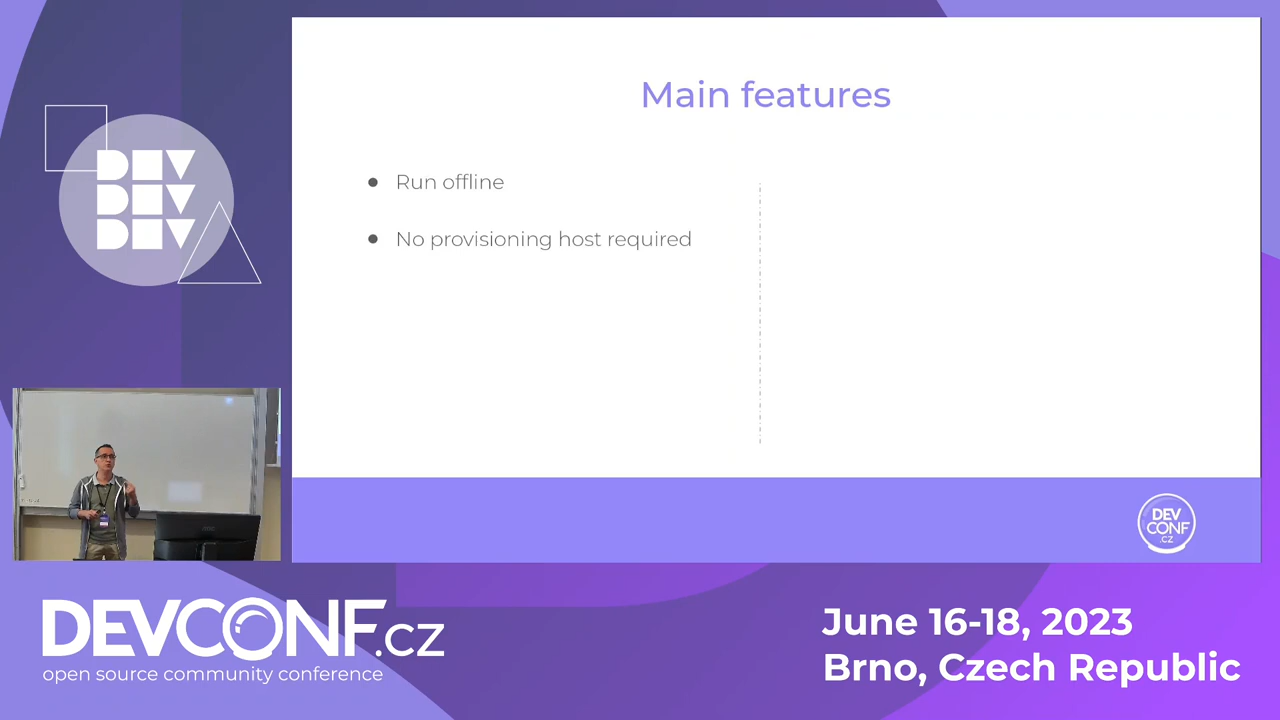 Main features
● Run offline
● No provisioning host required
DEV
CONF
.CZ
DEV
DEV
DEV
DEVCONF.cz
open source community conference
June 16-18, 2023
Brno, Czech Republic